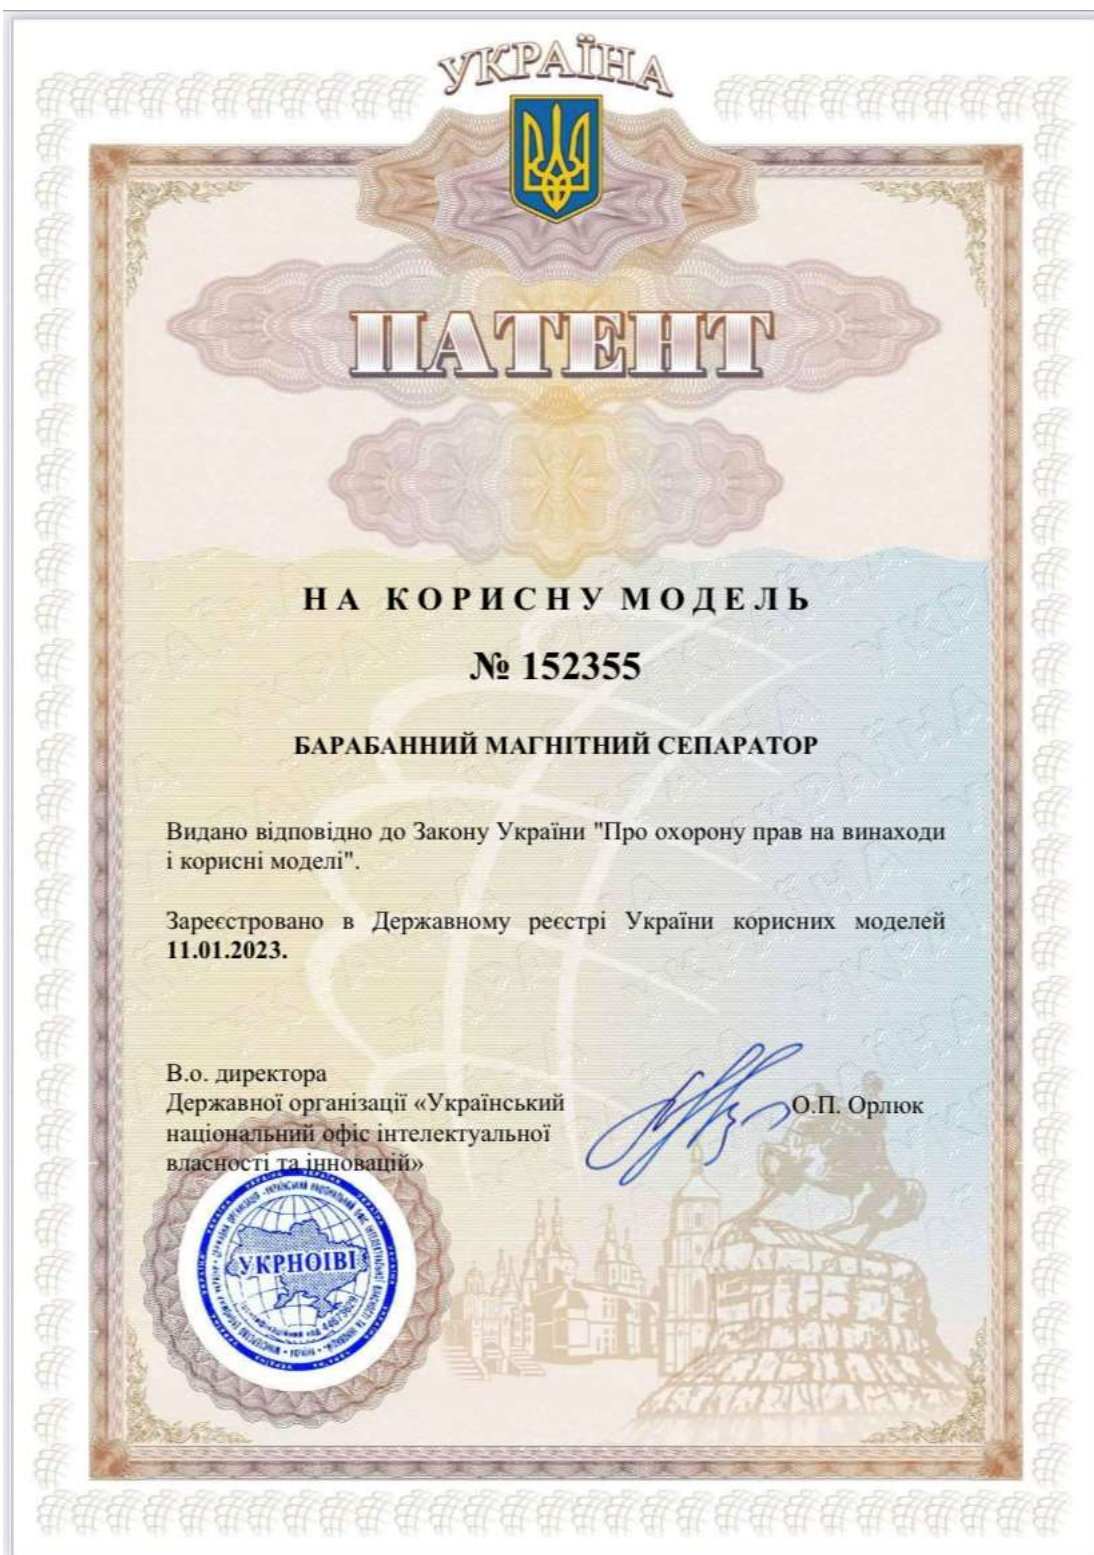 УКРАЇНА
ПАТЕНТ
НА КОРИСНУ МОДЕЛЬ
№ 152355
БАРАБАННИЙ МАГНІТНИЙ СЕПАРАТОР
Видано відповідно до Закону України "Про охорону прав на винаходи
і корисні моделі".
Зареєстровано в Державному реєстрі України корисних моделей
11.01.2023.
В.о. директора
Державної організації «Український
національний офіс інтелектуальної
власності та інновацій»
О.П. Орлюк
УКРНОІВІ